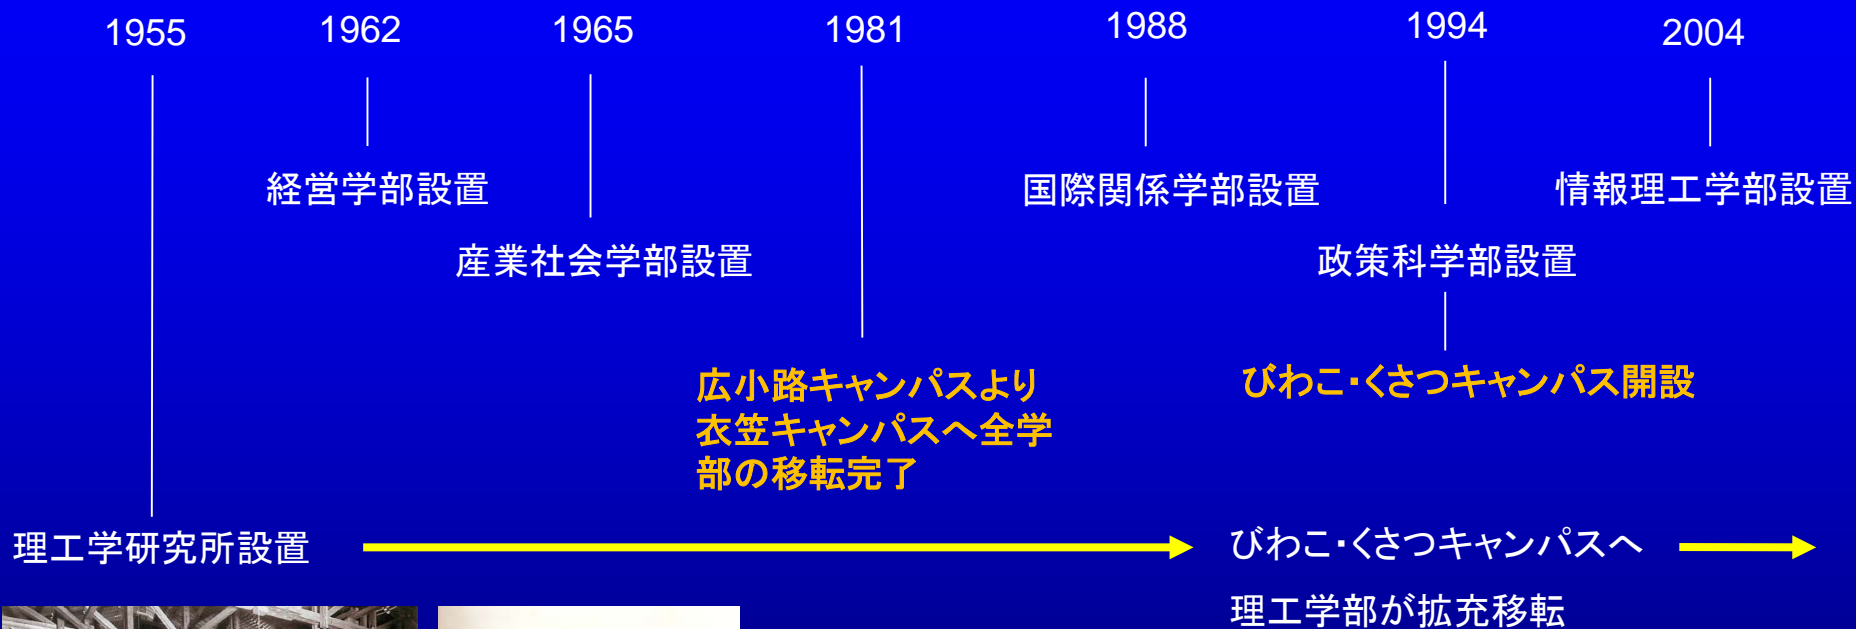 1955
1962
1965
1981
1988
1994
2004
経営学部設置
国際関係学部設置
情報理工学部設置
産業社会学部設置
政策科学部設置
広小路キャンパスより
衣笠キャンパスへ全学
部の移転完了
びわこ・くさつキャンパス開設
理工学研究所設置
びわこ・くさつキャンパスへ
理工学部が拡充移転